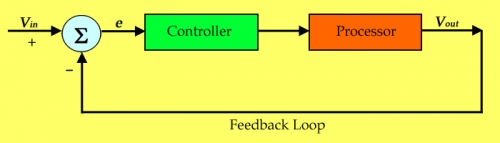 Vin
+
Σ
e
Controller
Processor
Vout
−
Feedback Loop